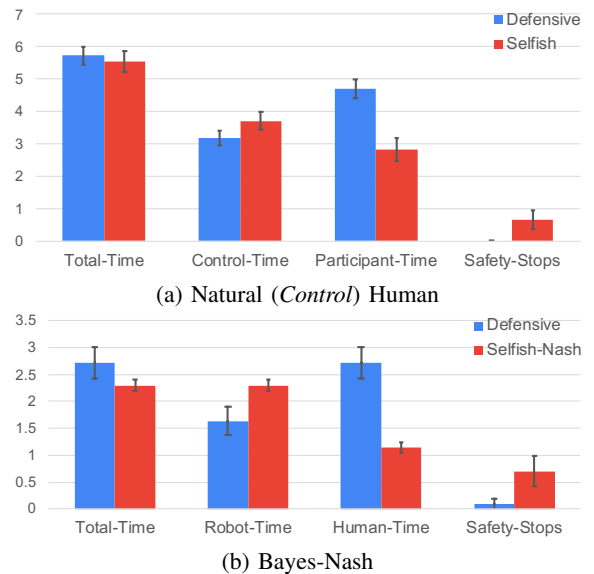 7
6
5
4
3
2
1
0
Defensive
Selfish
Total-Time Control-Time Participant-Time Safety-Stops
(a) Natural (Control) Human
3.5
3
2.5
2
1.5
1
0.5
0
Defensive
Selfish-Nash
Total-Time Robot-Time Human-Time Safety-Stops
(b) Bayes-Nash